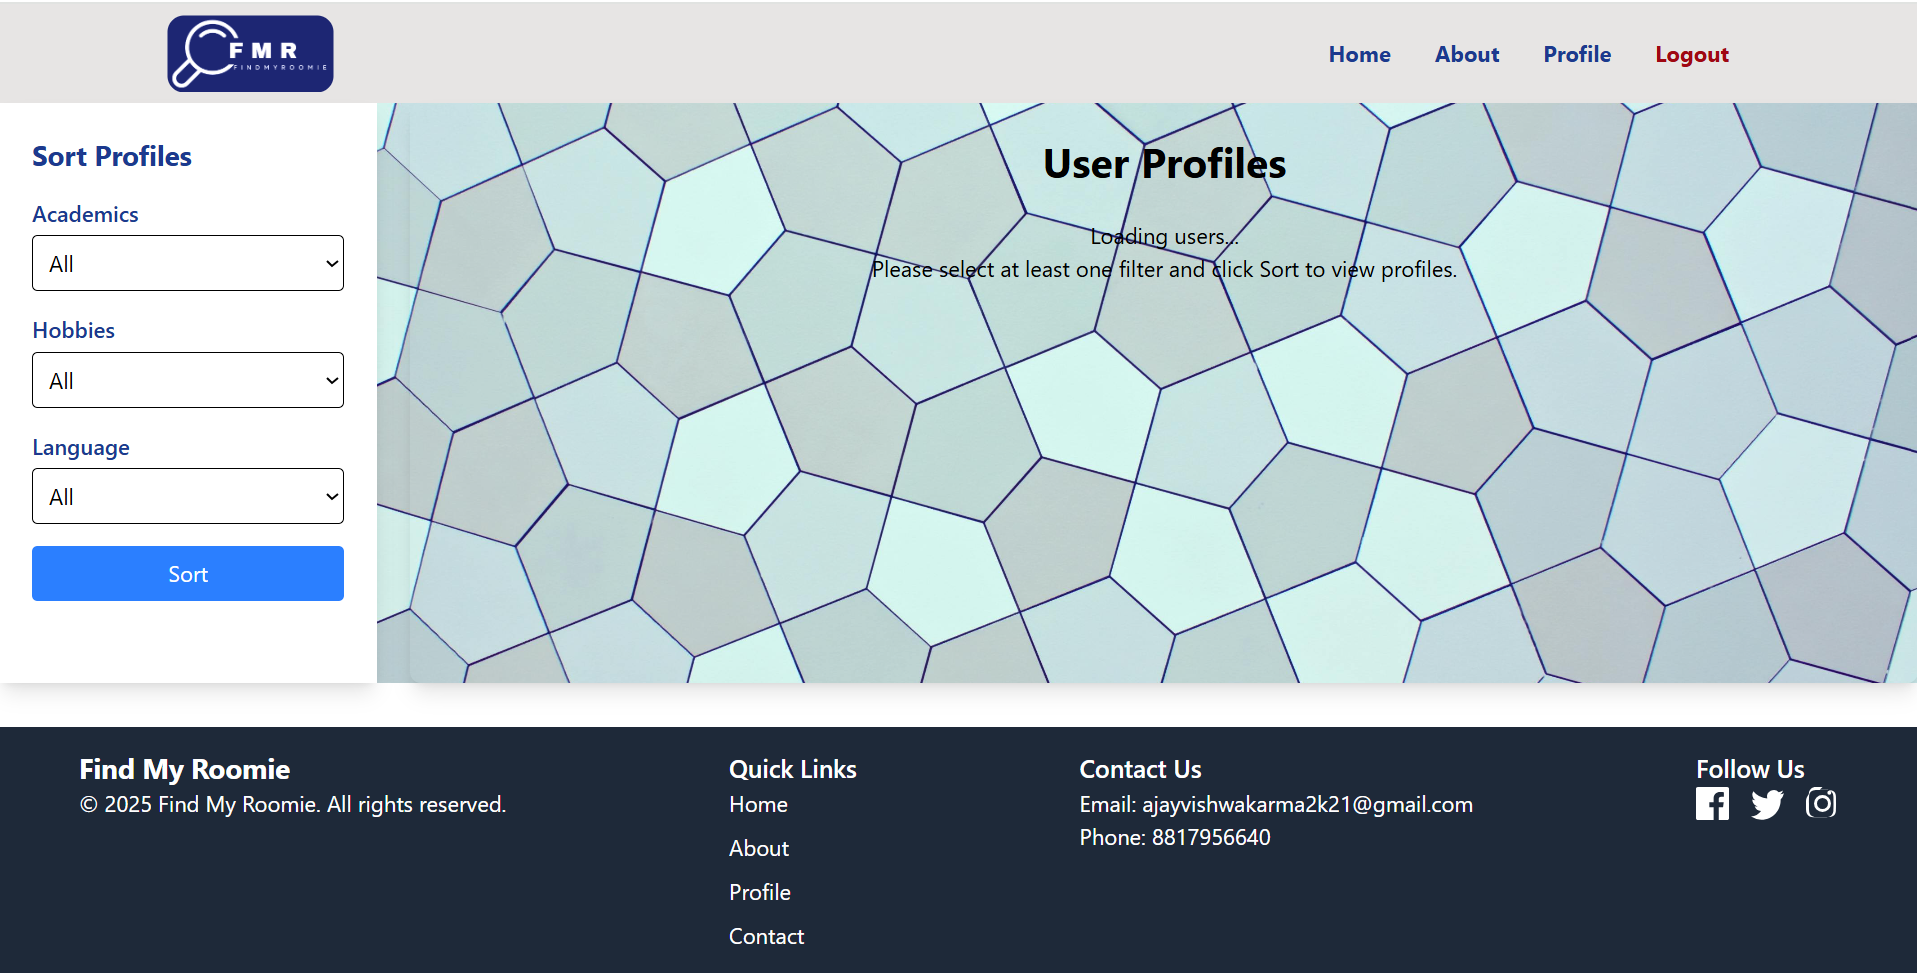 FMR
FINDMYROOMIE
Home About Profile Logout
Sort Profiles
Academics
All
Hobbies
All
Language
All
Sort
User Profiles
Loading users...
Please select at least one filter and click Sort to view profiles.
Find My Roomie
© 2025 Find My Roomie. All rights reserved.
Quick Links
Home
About
Profile
Contact
Contact Us
Email: ajayvishwakarma2k21@gmail.com
Phone: 8817956640
Follow Us